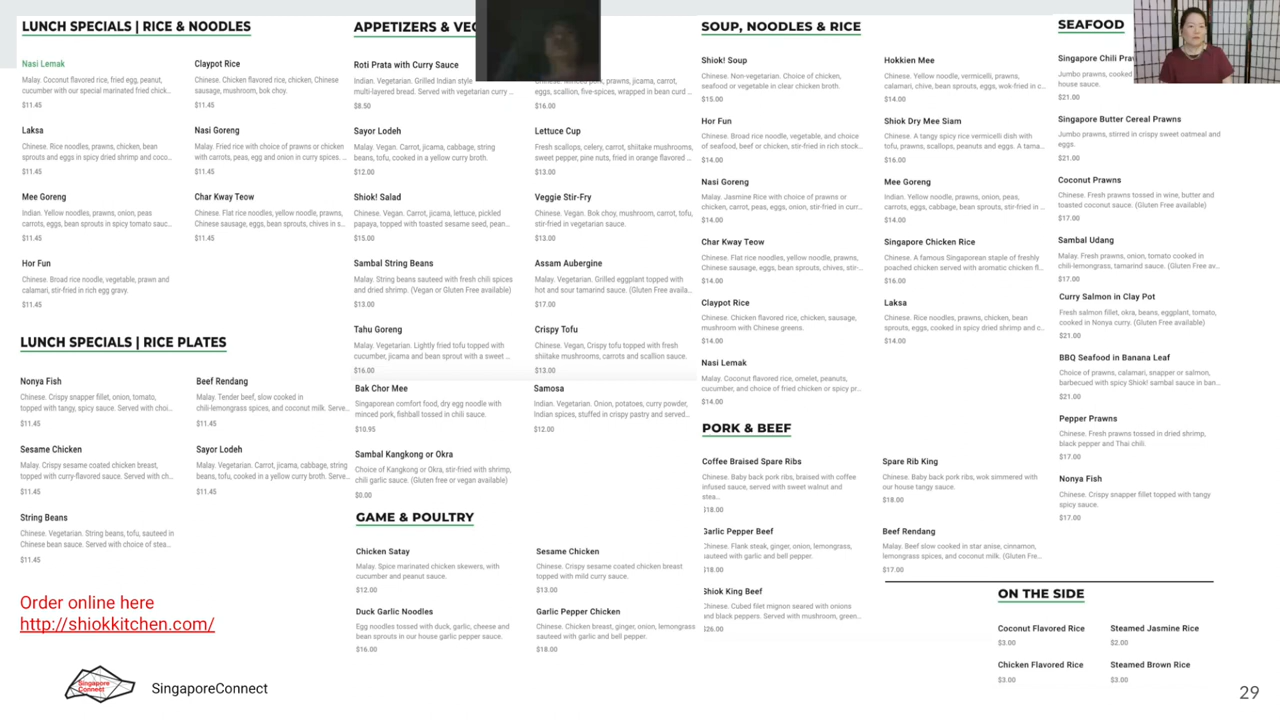 LUNCH SPECIALS | RICE & NOODLES
Nasi Lemak
Malay. Coconut flavored rice, fried egg, peanut,
cucumber with our special marinated fried chick...
$11.45
Laksa
Chinese. Rice noodles, prawns, chicken, bean
sprouts and eggs in spicy dried shrimp and coco...
$11.45
Mee Goreng
Indian. Yellow noodles, prawns, onion, peas
carrots, eggs, bean sprouts in spicy tomato sauc...
$11.45
Hor Fun
Chinese. Broad rice noodle, vegetable, prawn and
calamari, stir-fried in rich egg gravy.
$11.45
Claypot Rice
Chinese. Chicken flavored rice, chicken, Chinese
sausage, mushroom, bok choy.
$11.45
Nasi Goreng
Malay. Fried rice with choice of prawns or chicken
with carrots, peas, egg and onion in curry spices. ...
$11.45
Char Kway Teow
Chinese. Flat rice noodles, yellow noodle, prawns,
Chinese sausage, eggs, bean sprouts, chives in s...
$11.45
LUNCH SPECIALS | RICE PLATES
Nonya Fish
Chinese. Crispy snapper fillet, onion, tomato,
topped with tangy, spicy sauce. Served with choi...
$11.45
Sesame Chicken
Malay. Crispy sesame coated chicken breast,
topped with curry-flavored sauce. Served with ch...
$11.45
String Beans
Chinese. Vegetarian. String beans, tofu, sauteed in
Chinese bean sauce. Served with choice of stea...
$11.45
Beef Rendang
Malay. Tender beef, slow cooked in
chili-lemongrass spices, and coconut milk. Serve...
$11.45
Sayor Lodeh
Malay. Vegetarian. Carrot, jicama, cabbage, string
beans, tofu, cooked in a yellow curry broth. Serve...
$11.45
Order online here
http://shiokkitchen.com/
Singapore
Connect
SingaporeConnect
APPETIZERS &
Roti Prata with Curry Sauce
Indian. Vegetarian. Grilled Indian style
multi-layered bread. Served with vegetarian curry ...
$8.50
Sayor Lodeh
Malay. Vegan. Carrot, jicama, cabbage, string
beans, tofu, cooked in a yellow curry broth.
$12.00
Shiok! Salad
Chinese. Vegan. Carrot, jicama, lettuce, pickled
papaya, topped with toasted sesame seed, pean...
$15.00
Sambal String Beans
Malay. String beans sauteed with fresh chili spices
and dried shrimp. (Vegan or Gluten Free available)
$13.00
Tahu Goreng
Malay. Vegetarian. Lightly fried tofu topped with
cucumber, jicama and bean sprout with a sweet ...
$16.00
Bak Chor Mee
Singaporean comfort food, dry egg noodle with
minced pork, fishball tossed in chili sauce.
$10.95
Sambal Kangkong or Okra
Choice of Kangkong or Okra, stir-fried with shrimp,
chili garlic sauce. (Gluten free or vegan available)
$0.00
prawns, jicama, carrot,
eggs, scallion, five-spices, wrapped in bean curd ...
$16.00
Lettuce Cup
Fresh scallops, celery, carrot, shiitake mushrooms,
sweet pepper, pine nuts, fried in orange flavored ...
$13.00
Veggie Stir-Fry
Chinese. Vegan. Bok choy, mushroom, carrot, tofu,
stir-fried in vegetarian sauce.
$13.00
Assam Aubergine
Malay. Vegetarian. Grilled eggplant topped with
hot and sour tamarind sauce. (Gluten Free availa...
$17.00
Crispy Tofu
Chinese. Vegan, Crispy tofu topped with fresh
shiitake mushrooms, carrots and scallion sauce.
$13.00
Samosa
Indian. Vegetarian. Onion, potatoes, curry powder,
Indian spices, stuffed in crispy pastry and served...
$12.00
GAME & POULTRY
Chicken Satay
Malay. Spice marinated chicken skewers, with
cucumber and peanut sauce.
$12.00
Duck Garlic Noodles
Egg noodles tossed with duck, garlic, cheese and
bean sprouts in our house garlic pepper sauce.
$16.00
Sesame Chicken
Chinese. Crispy sesame coated chicken breast
topped with mild curry sauce.
$13.00
Garlic Pepper Chicken
Chinese. Chicken breast, ginger, onion, lemongrass
sauteed with garlic and bell pepper.
$18.00
SOUP, NOODLES & RICE
Shiok! Soup
Chinese. Non-vegetarian. Choice of chicken,
seafood or vegetable in clear chicken broth.
$15.00
Hor Fun
Chinese. Broad rice noodle, vegetable, and choice
of seafood, beef or chicken, stir-fried in rich stock...
$14.00
Nasi Goreng
Malay. Jasmine Rice with choice of prawns or
chicken, carrot, peas, eggs, onion, stir-fried in curr...
$14.00
Char Kway Teow
Chinese. Flat rice noodles, yellow noodle, prawns,
Chinese sausage, eggs, bean sprouts, chives, stir-...
$14.00
Claypot Rice
Chinese. Chicken flavored rice, chicken, sausage,
mushroom with Chinese greens.
$14.00
Nasi Lemak
Malay. Coconut flavored rice, omelet, peanuts,
cucumber, and choice of fried chicken or spicy pr...
$14.00
Hokkien Mee
Chinese. Yellow noodle, vermicelli, prawns,
calamari, chive, bean sprouts, eggs, wok-fried in c...
$14.00
Shiok Dry Mee Siam
Chinese. A tangy spicy rice vermicelli dish with
tofu, prawns, scallops, peanuts and eggs. A tama...
$16.00
Mee Goreng
Indian. Yellow noodle, prawns, onion, peas,
carrots, eggs, cabbage, bean sprouts, stir-fried in ...
$14.00
Singapore Chicken Rice
Chinese. A famous Singaporean staple of freshly
poached chicken served with aromatic chicken fl...
$16.00
Laksa
Chinese. Rice noodles, prawns, chicken, bean
sprouts, eggs, cooked in spicy dried shrimp and c...
$14.00
PORK & BEEF
Coffee Braised Spare Ribs
Chinese. Baby back pork ribs, braised with coffee
infused sauce, served with sweet walnut and
stea...
$18.00
Garlic Pepper Beef
Chinese. Flank steak, ginger, onion, lemongrass,
sauteed with garlic and bell pepper.
$18.00
Shiok King Beef
Chinese. Cubed filet mignon seared with onions
and black peppers. Served with mushroom, green...
$26.00
Spare Rib King
Chinese. Baby back pork ribs, wok simmered with
our house tangy sauce.
$18.00
Beef Rendang
Malay. Beef slow cooked in star anise, cinnamon,
lemongrass spices, and coconut milk. (Gluten Fre...
$17.00
SEAFOOD
Singapore Chili
Jumbo prawns, cooked
house sauce.
$21.00
Singapore Butter Cereal Prawns
Jumbo prawns, stirred in crispy sweet oatmeal and
eggs.
$21.00
Coconut Prawns
Chinese. Fresh prawns tossed in wine, butter and
toasted coconut sauce. (Gluten Free available)
$17.00
Sambal Udang
Malay. Fresh prawns, onion, tomato cooked in
chili-lemongrass, tamarind sauce. (Gluten Free av...
$17.00
Curry Salmon in Clay Pot
Fresh salmon fillet, okra, beans, eggplant, tomato,
cooked in Nonya curry. (Gluten Free available)
$21.00
BBQ Seafood in Banana Leaf
Choice of prawns, calamari, snapper or salmon,
barbecued with spicy Shiok! sambal sauce in ban...
$21.00
Pepper Prawns
Chinese. Fresh prawns tossed in dried shrimp,
black pepper and Thai chili.
$17.00
Nonya Fish
Chinese. Crispy snapper fillet topped with tangy
spicy sauce.
$17.00
ON THE SIDE
Coconut Flavored Rice
$3.00
Chicken Flavored Rice
$3.00
Steamed Jasmine Rice
$2.00
Steamed Brown Rice
$3.00
29